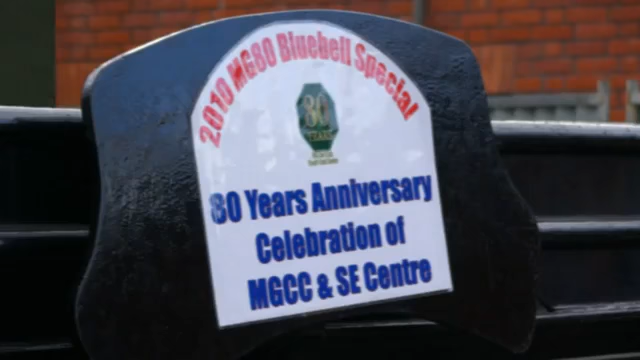 2010 MG80 Bluebell Special
80
YEARS
80 Years Anniversary
Celebration of
MGCC & SE Centre